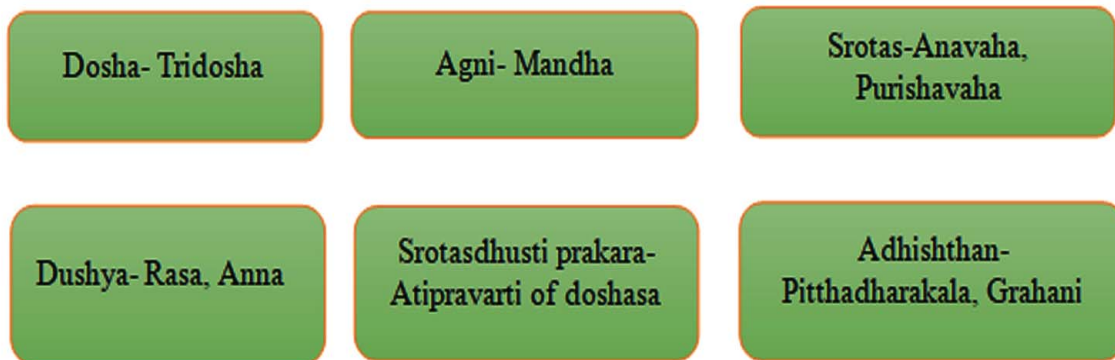 Dosha- Tridosha
Agni- Mandha
Srotas-Anavaha,
Purishavaha
Dushya- Rasa, Anna
Srotasdhusti prakara-
Atipravarti of doshasa
Adhishthan-
Pitthadharakala, Grahani